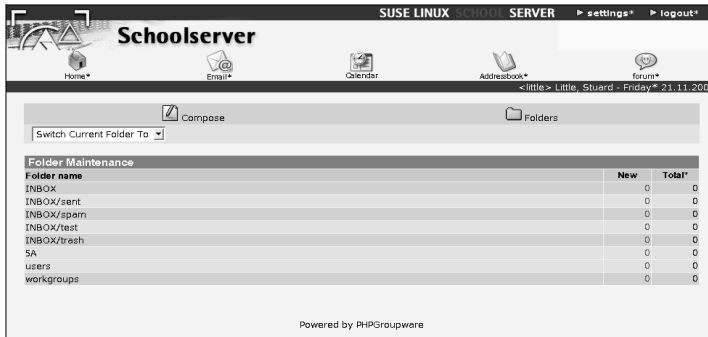 SUSE LINUX SCHOOL SERVER settings* logout*
Schoolserver
Home* Email* Calendar Addressbook* forum*
<little> Little, Stuard - Friday* 21.11.200
Compose Folders
Switch Current Folder To
Folder Maintenance
Folder name New Total*
INBOX 0 0
INBOX/sent 0 0
INBOX/spam 0 0
INBOX/test 0 0
INBOX/trash 0 0
5A 0 0
users 0 0
workgroups 0 0
Powered by PHPGroupware